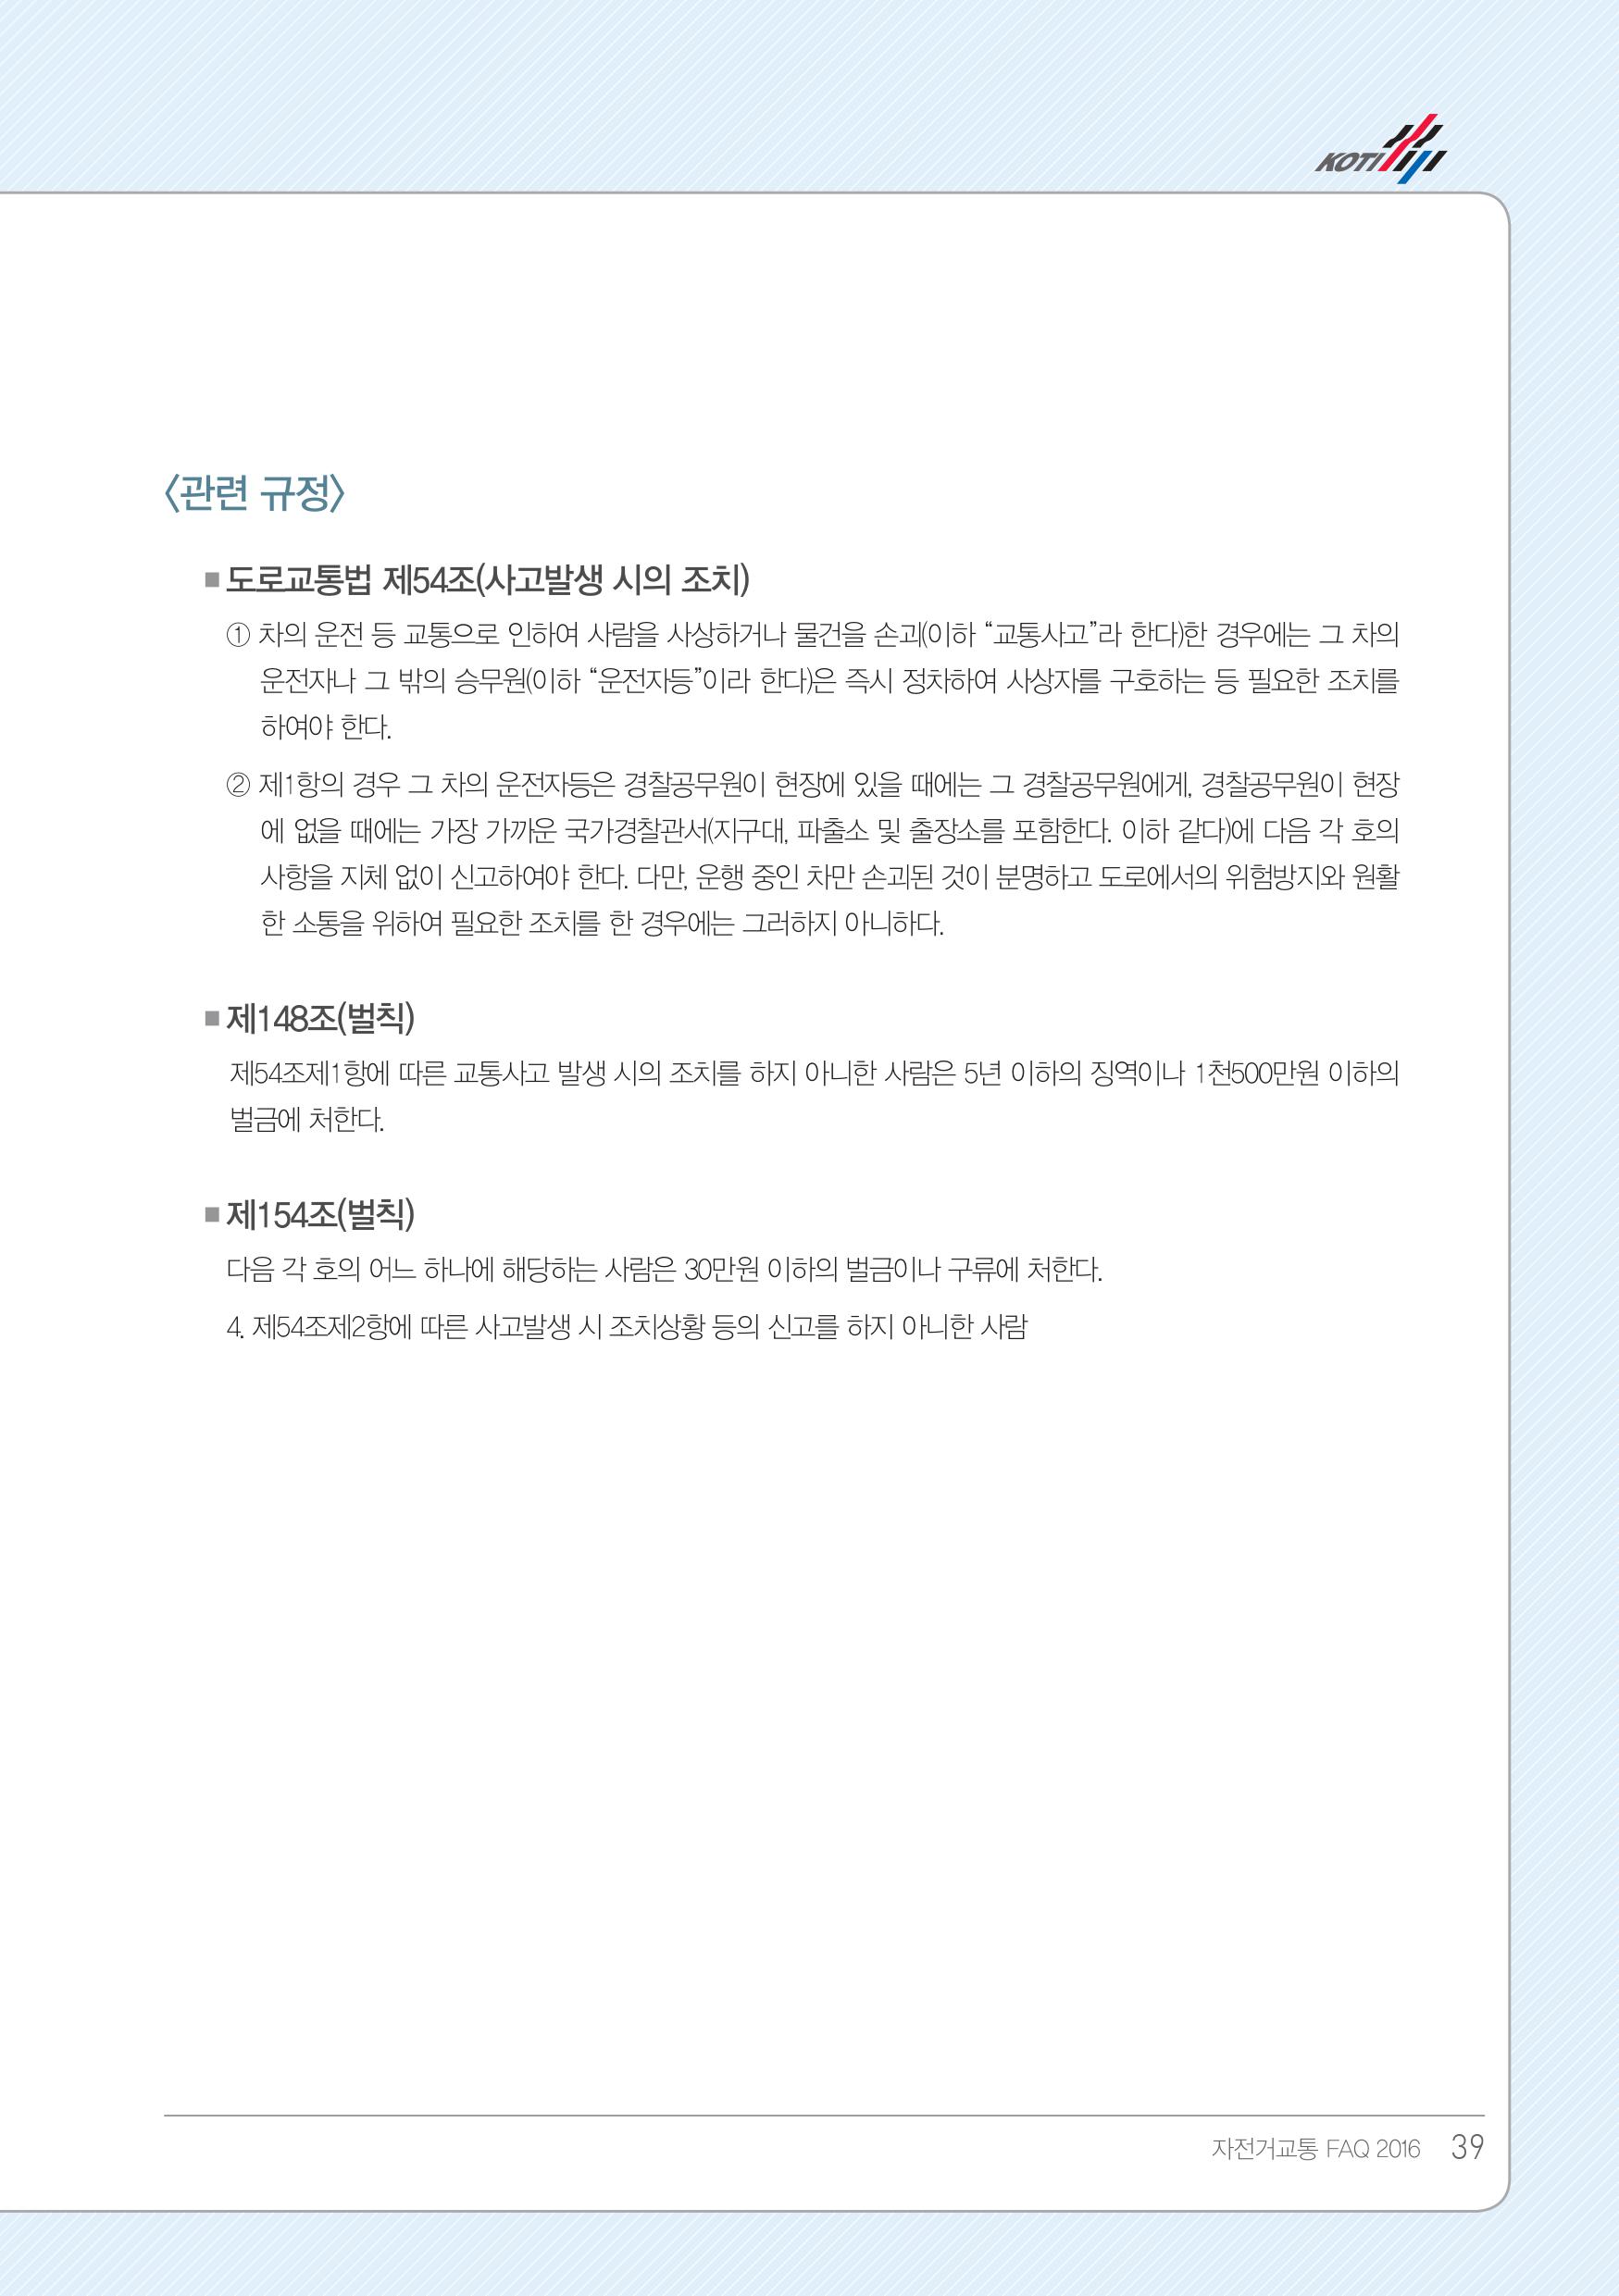 KOTI
〈관련 규정〉
■ 도로교통법 제54조(사고발생 시의 조치)
① 차의 운전 등 교통으로 인하여 사람을 사상하거나 물건을 손괴(이하 “교통사고”라 한다)한 경우에는 그 차의
운전자나 그 밖의 승무원(이하 “운전자등”이라 한다)은 즉시 정차하여 사상자를 구호하는 등 필요한 조치를
하여야 한다.
② 제1항의 경우 그 차의 운전자등은 경찰공무원이 현장에 있을 때에는 그 경찰공무원에게, 경찰공무원이 현장
에 없을 때에는 가장 가까운 국가경찰관서(지구대, 파출소 및 출장소를 포함한다. 이하 같다)에 다음 각 호의
사항을 지체 없이 신고하여야 한다. 다만, 운행 중인 차만 손괴된 것이 분명하고 도로에서의 위험방지와 원활
한 소통을 위하여 필요한 조치를 한 경우에는 그러하지 아니하다.
■ 제148조(벌칙)
제54조제1항에 따른 교통사고 발생 시의 조치를 하지 아니한 사람은 5년 이하의 징역이나 1천500만원 이하의
벌금에 처한다.
■ 제154조(벌칙)
다음 각 호의 어느 하나에 해당하는 사람은 30만원 이하의 벌금이나 구류에 처한다.
4. 제54조제2항에 따른 사고발생 시 조치상황 등의 신고를 하지 아니한 사람
자전거교통 FAQ 2016 39